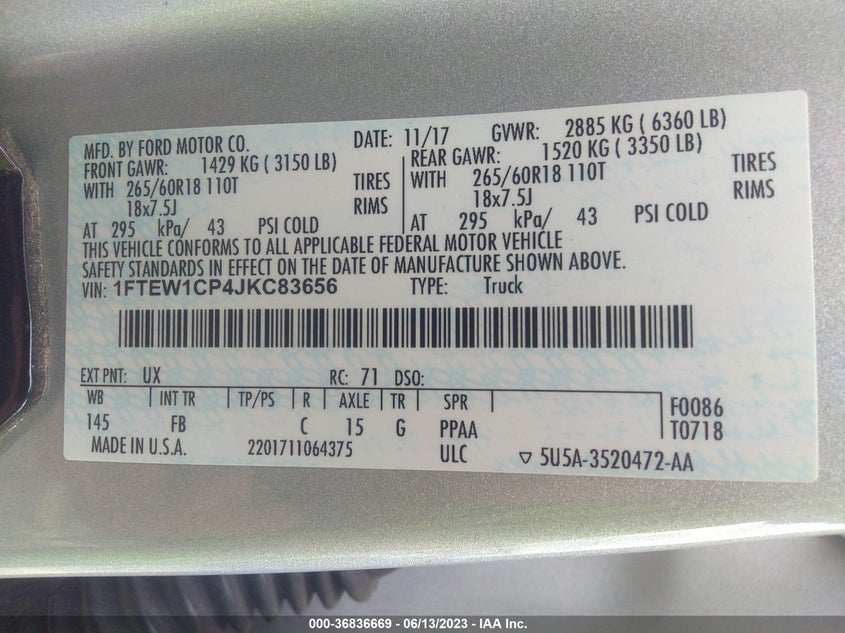 MFD. BY FORD MOTOR CO. DATE: 11/17 GVWR: 2885 KG ( 6360 LB)
FRONT GAWR: 1429 KG ( 3150 LB) REAR GAWR: 1520 KG ( 3350 LB)
WITH 265/60R18 110T TIRES WITH 265/60R18 110T TIRES
18x7.5J RIMS 18x7.5J RIMS
AT 295 kPa/ 43 PSI COLD AT 295 kPa/ 43 PSI COLD
THIS VEHICLE CONFORMS TO ALL APPLICABLE FEDERAL MOTOR VEHICLE
SAFETY STANDARDS IN EFFECT ON THE DATE OF MANUFACTURE SHOWN ABOVE.
VIN: 1FTEW1CP4JKC83656 TYPE: Truck
EXT PNT: UX RC: 71 DSO:
WB INT TR TP/PS R AXLE TR SPR F0086
145 FB C 15 G PPAA T0718
MADE IN U.S.A. 2201711064375 ULC ▽ 5U5A-3520472-AA
000-36836669 - 06/13/2023 - IAA Inc.